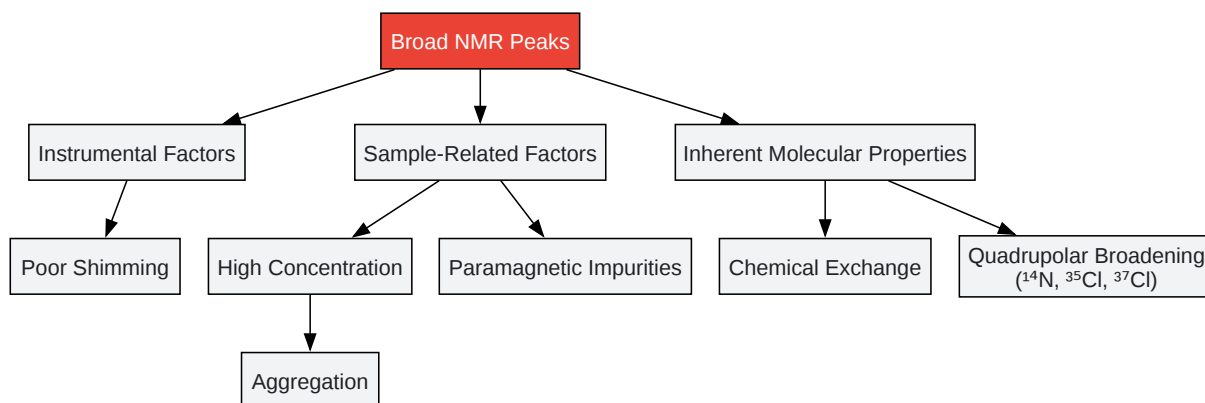 Broad NMR Peaks
Instrumental Factors
Sample-Related Factors
Inherent Molecular Properties
Poor Shimming
High Concentration
Paramagnetic Impurities
Chemical Exchange
Quadrupolar Broadening
(¹⁴N, ³⁵Cl, ³⁷Cl)
Aggregation